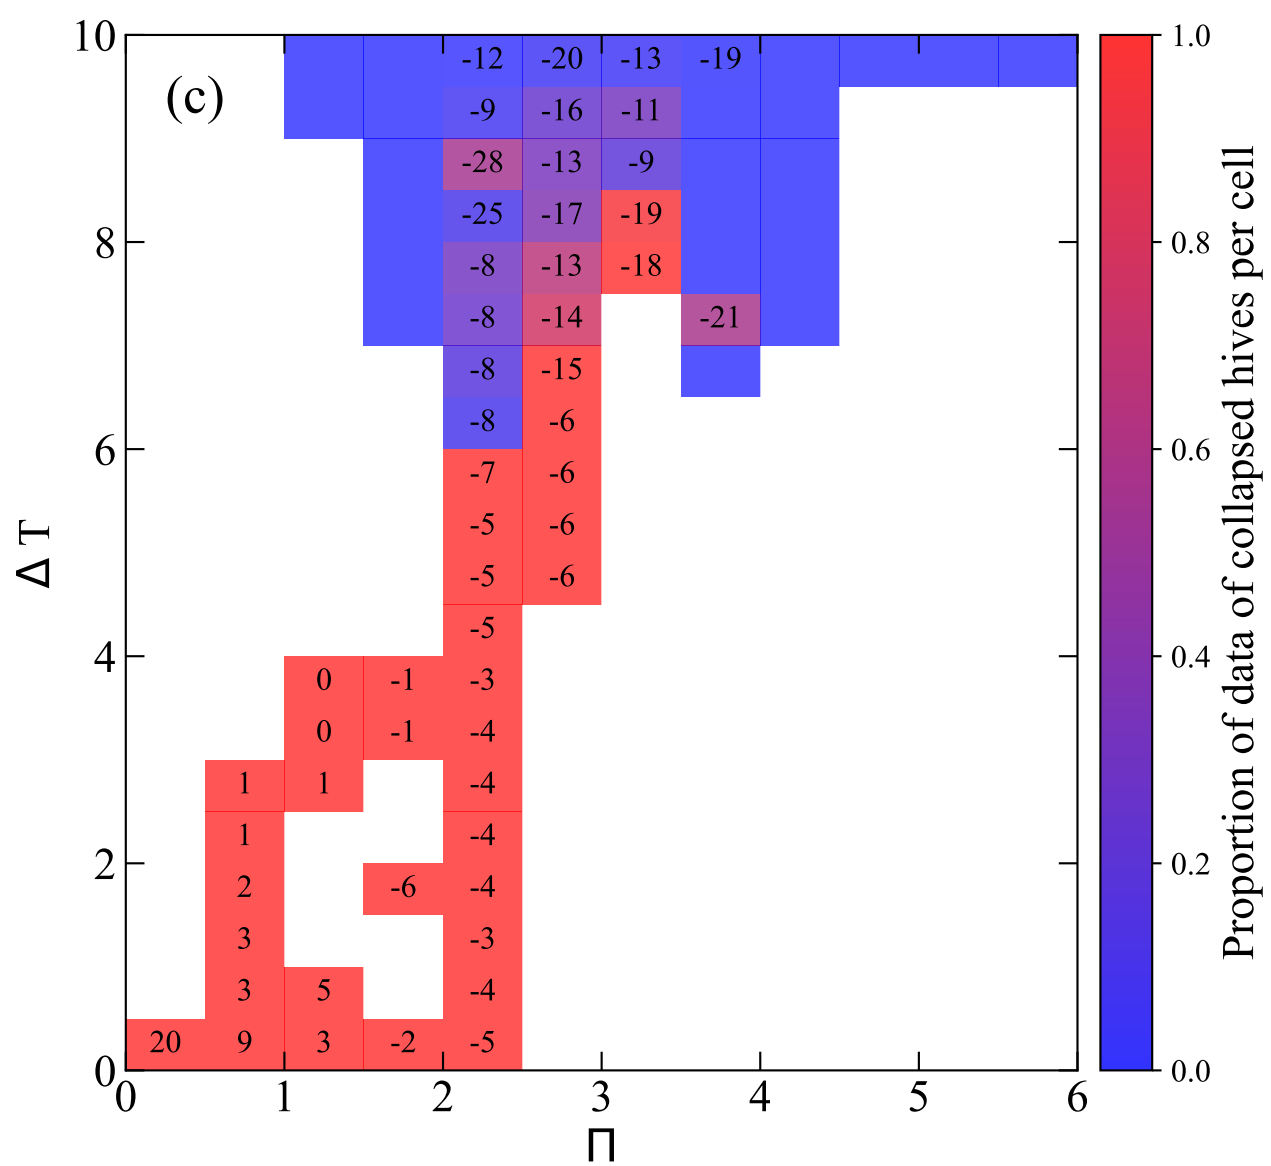 10
(c)
-12 -20 -13 -19
-9 -16 -11
-28 -13 -9
8
-25 -17 -19
-8 -13 -18
-8 -14 -21
-8 -15
-8 -6
6
-7 -6
-5 -6
-5 -6
-5
4
0 -1 -3
0 -1 -4
1 1 -4
1 -4
2
2 -6 -4
3 -3
3 5 -4
20 9 3 -2 -5
0
0 1 2 3 4 5 6
Π
Δ T
1.0
0.8
0.6
0.4
0.2
0.0
Proportion of data of collapsed hives per cell